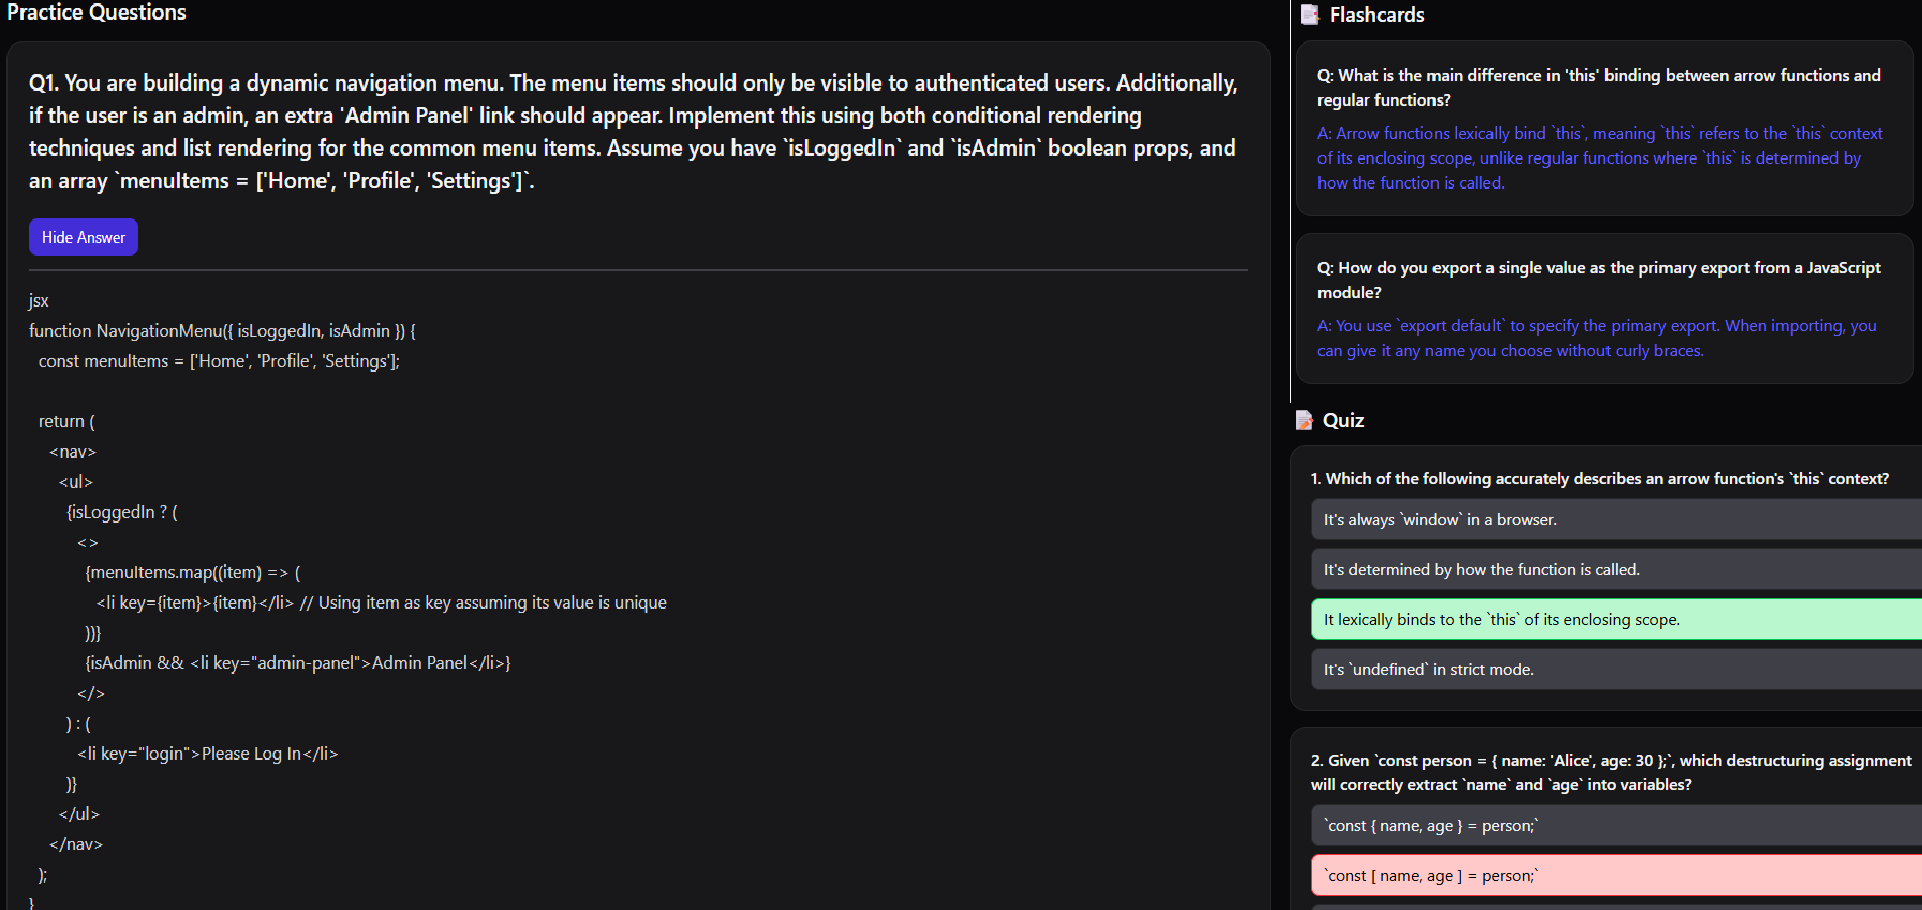 Practice Questions
Q1. You are building a dynamic navigation menu. The menu items should only be visible to authenticated users. Additionally,
if the user is an admin, an extra 'Admin Panel' link should appear. Implement this using both conditional rendering
techniques and list rendering for the common menu items. Assume you have `isLoggedIn` and `isAdmin` boolean props, and
an array `menuItems = ['Home', 'Profile', 'Settings']`.
Hide Answer
jsx
function NavigationMenu({ isLoggedIn, isAdmin }) {
const menuItems = ['Home', 'Profile', 'Settings'];
return (
<nav>
<ul>
{isLoggedIn ? (
<>
{menuItems.map((item) => (
<li key={item}>{item}</li> // Using item as key assuming its value is unique
))}
{isAdmin && <li key="admin-panel">Admin Panel</li>}
</>
) : (
<li key="login">Please Log In</li>
)}
</ul>
</nav>
);
}
Flashcards
Q: What is the main difference in 'this' binding between arrow functions and
regular functions?
A: Arrow functions lexically bind `this`, meaning `this` refers to the `this` context
of its enclosing scope, unlike regular functions where `this` is determined by
how the function is called.
Q: How do you export a single value as the primary export from a JavaScript
module?
A: You use `export default` to specify the primary export. When importing, you
can give it any name you choose without curly braces.
Quiz
1. Which of the following accurately describes an arrow function's `this` context?
It's always `window` in a browser.
It's determined by how the function is called.
It lexically binds to the `this` of its enclosing scope.
It's `undefined` in strict mode.
2. Given `const person = { name: 'Alice', age: 30 };`, which destructuring assignment
will correctly extract `name` and `age` into variables?
`const { name, age } = person;`
`const [ name, age ] = person;`